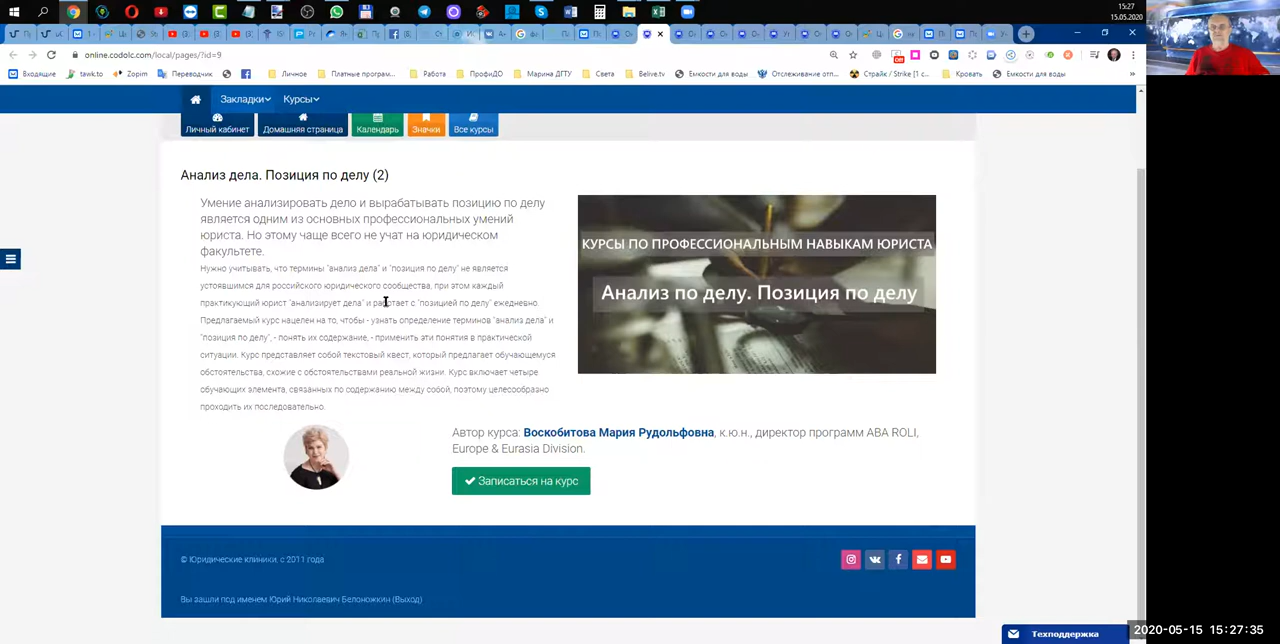 15:27
15.05.2020
online.codolc.com/local/pages/?id=9
Входящие tawk.to Zopim Переводчик Личное Платные програм... Работа ПрофиДО Марина ДГТУ Света Belive.tv Емкости для воды Отслеживание отп... Страйк / Strike [1 с... Кровать Емкости для воды
Закладки Курсы
Личный кабинет Домашняя страница Календарь Значки Все курсы
Анализ дела. Позиция по делу (2)
Умение анализировать дело и вырабатывать позицию по делу
является одним из основных профессиональных умений
юриста. Но этому чаще всего не учат на юридическом
факультете.
Нужно учитывать, что термины "анализ дела" и "позиция по делу" не является
устоявшимся для российского юридического сообщества, при этом каждый
практикующий юрист "анализирует дела" и работает с "позицией по делу" ежедневно.
Предлагаемый курс нацелен на то, чтобы - узнать определение терминов "анализ дела" и
"позиция по делу", - понять их содержание, - применить эти понятия в практической
ситуации. Курс представляет собой текстовый квест, который предлагает обучающемуся
обстоятельства, схожие с обстоятельствами реальной жизни. Курс включает четыре
обучающих элемента, связанных по содержанию между собой, поэтому целесообразно
проходить их последовательно.
КУРСЫ ПО ПРОФЕССИОНАЛЬНЫМ НАВЫКАМ ЮРИСТА
Анализ по делу. Позиция по делу
Автор курса: Воскобитова Мария Рудольфовна, к.ю.н., директор программ ABA ROLI,
Europe & Eurasia Division.
Записаться на курс
© Юридические клиники, с 2011 года
Вы зашли под именем Юрий Николаевич Белоножкин (Выход)
Техподдержка
2020-05-15 15:27:35